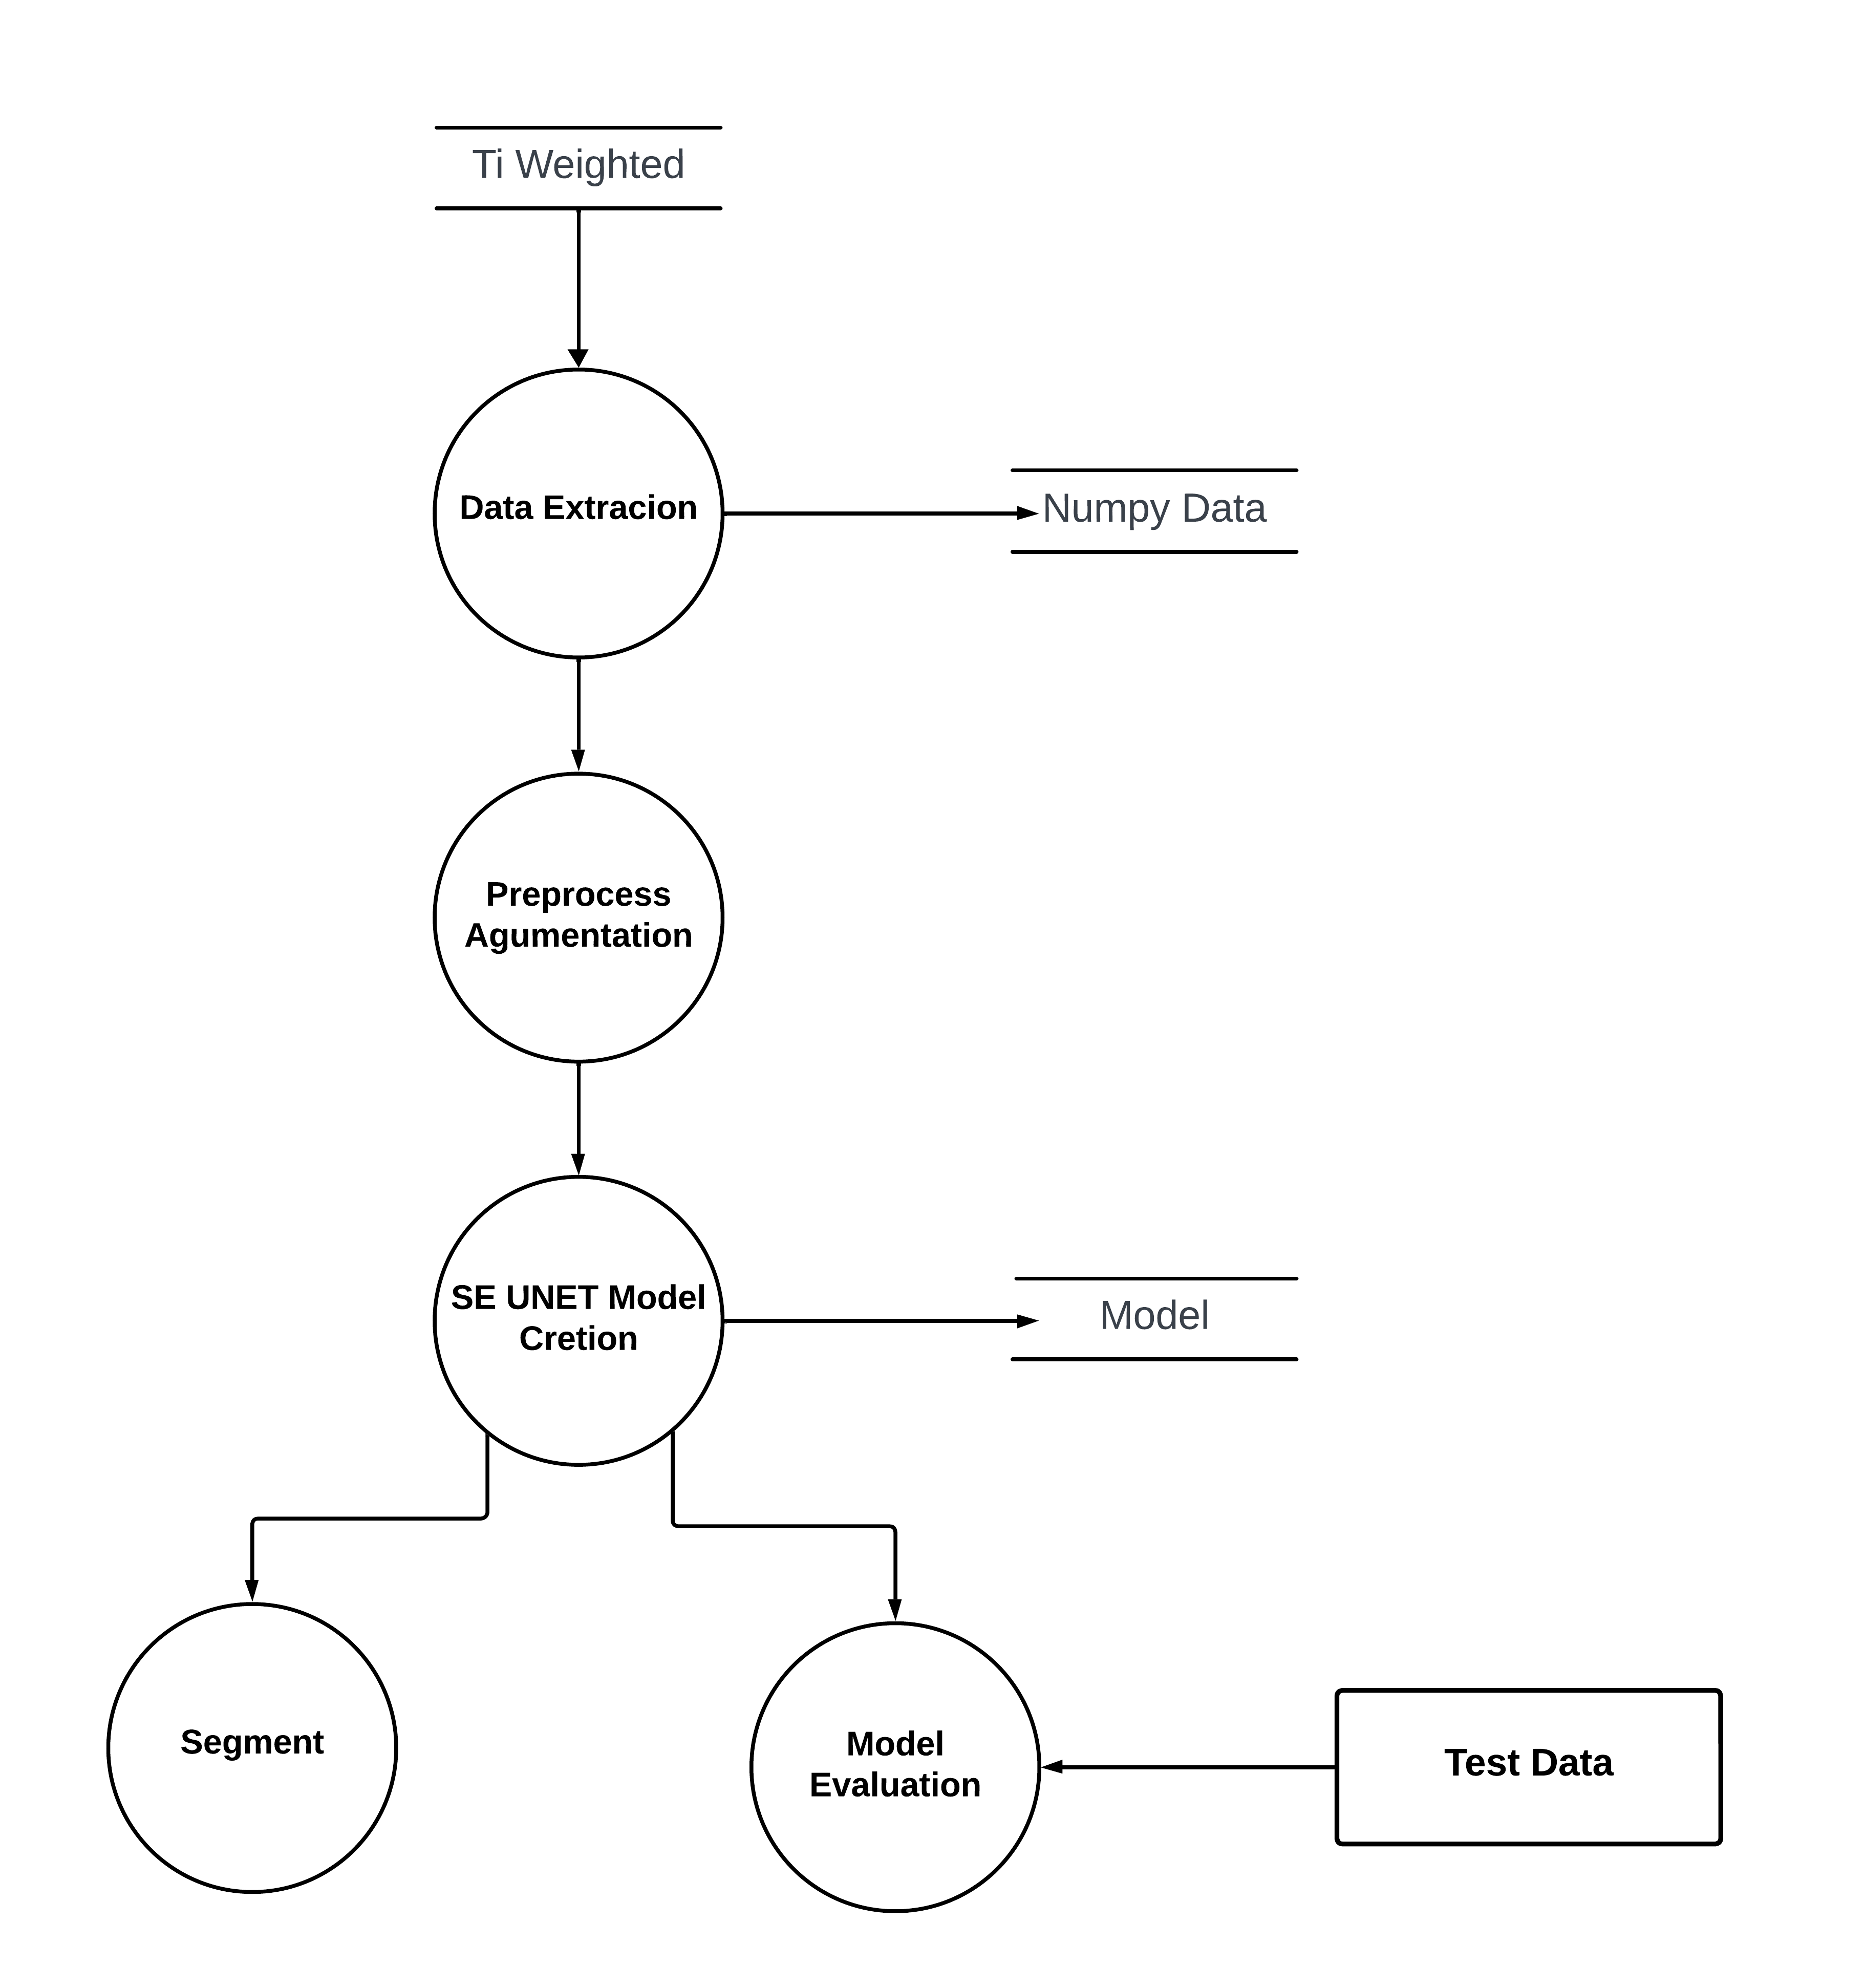 Ti Weighted
Data Extracion
Numpy Data
Preprocess
Agumentation
SE UNET Model
Cretion
Model
Segment
Model
Evaluation
Test Data